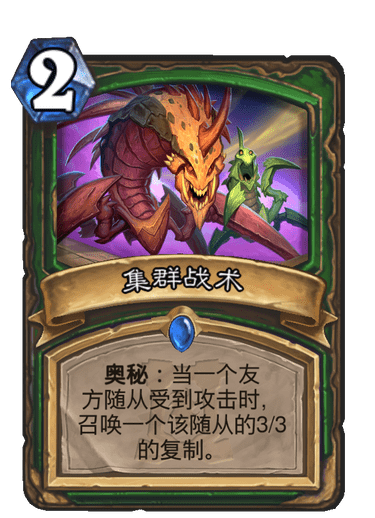 2
集群战术
奥秘：当一个友
方随从受到攻击时，
召唤一个该随从的3/3
的复制。